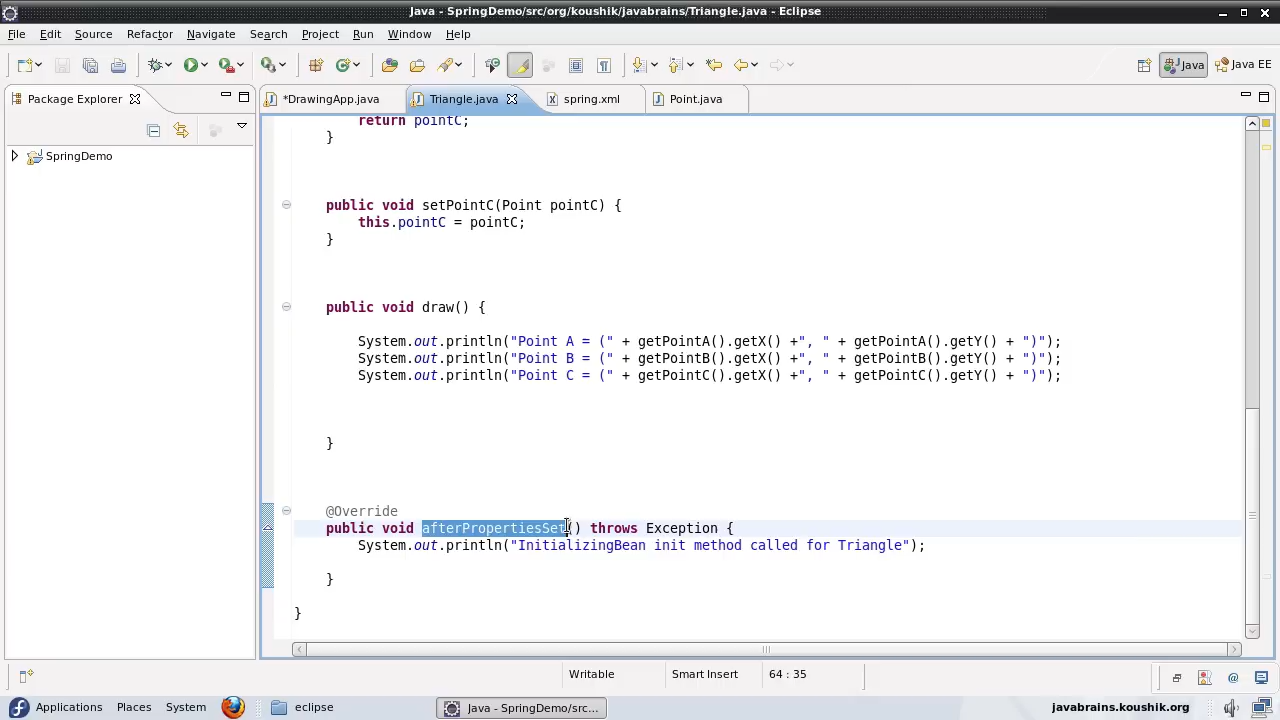 Java - SpringDemo/src/org/koushik/javabrains/Triangle.java - Eclipse
File Edit Source Refactor Navigate Search Project Run Window Help
Java Java EE
Package Explorer *DrawingApp.java Triangle.java spring.xml Point.java
SpringDemo
return pointC;
}
public void setPointC(Point pointC) {
this.pointC = pointC;
}
public void draw() {
System.out.println("Point A = (" + getPointA().getX() +", " + getPointA().getY() + ")");
System.out.println("Point B = (" + getPointB().getX() +", " + getPointB().getY() + ")");
System.out.println("Point C = (" + getPointC().getX() +", " + getPointC().getY() + ")");
}
@Override
public void afterPropertiesSet() throws Exception {
System.out.println("InitializingBean init method called for Triangle");
}
}
Writable Smart Insert 64 : 35
Applications Places System eclipse Java - SpringDemo/src... javabrains.koushik.org